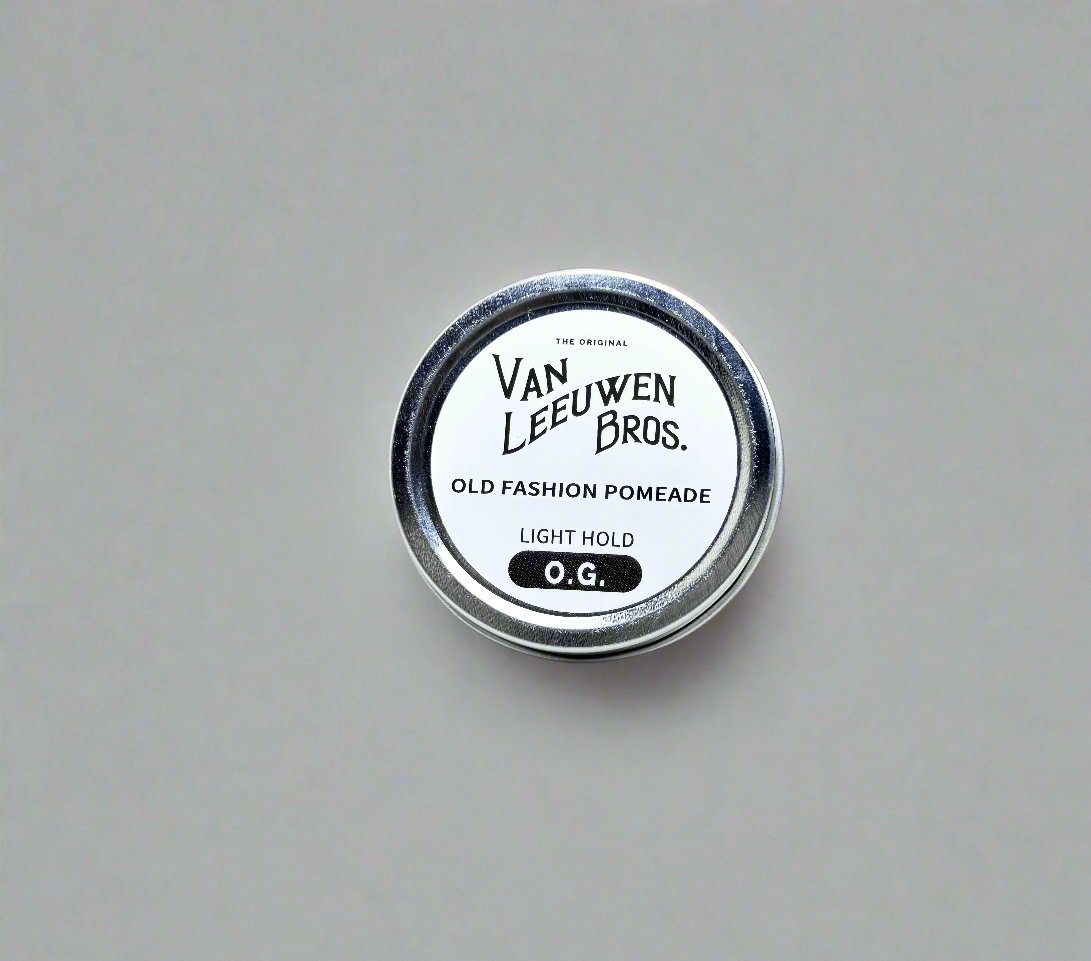 THE ORIGINAL
VAN
LEEUWEN
BROS.
OLD FASHION POMEADE
LIGHT HOLD
O.G.